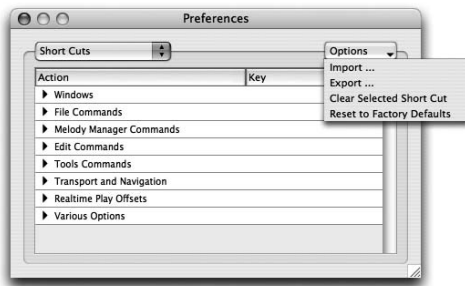 Preferences
Short Cuts
Options
Import ...
Export ...
Clear Selected Short Cut
Reset to Factory Defaults
Action
Key
Windows
File Commands
Melody Manager Commands
Edit Commands
Tools Commands
Transport and Navigation
Realtime Play Offsets
Various Options